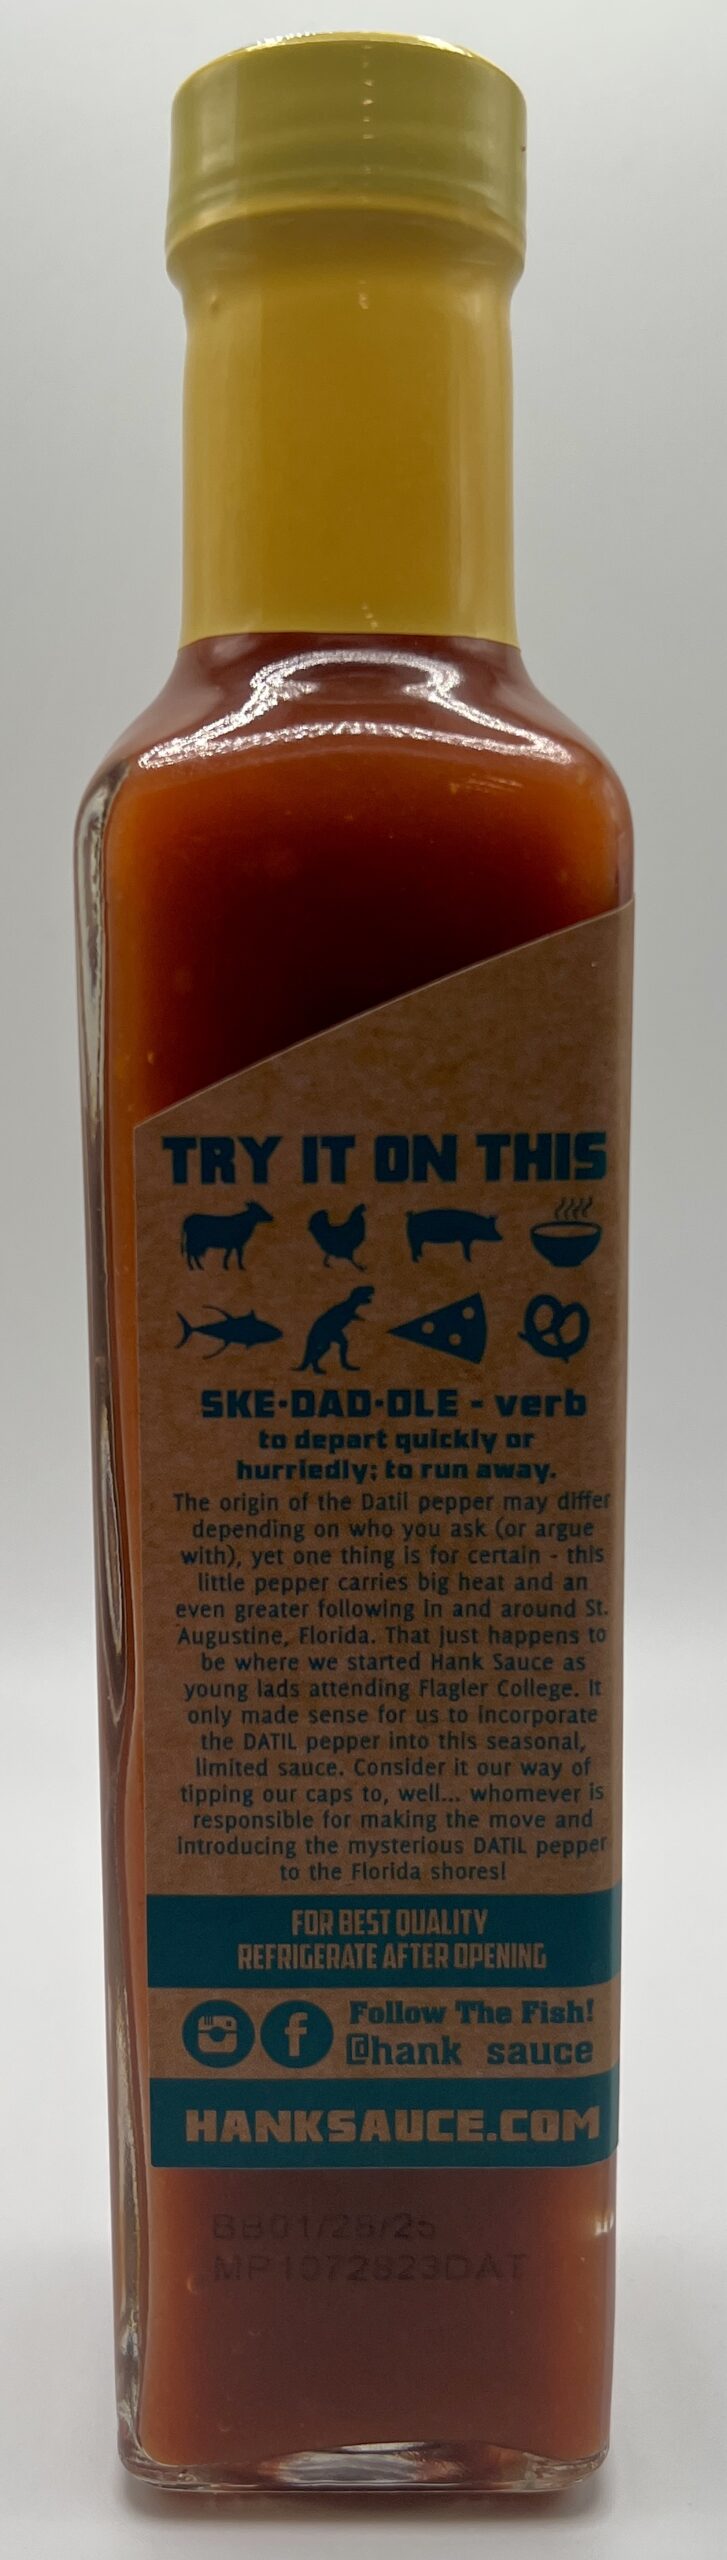 TRY IT ON THIS
SKE·DAD·DLE - verb
to depart quickly or
hurriedly; to run away.
The origin of the Datil pepper may differ
depending on who you ask (or argue
with), yet one thing is for certain - this
little pepper carries big heat and an
even greater following in and around St.
Augustine, Florida. That just happens to
be where we started Hank Sauce as
young lads attending Flagler College. It
only made sense for us to incorporate
the DATIL pepper into this seasonal,
limited sauce. Consider it our way of
tipping our caps to, well... whomever is
responsible for making the move and
introducing the mysterious DATIL pepper
to the Florida shores!
FOR BEST QUALITY
REFRIGERATE AFTER OPENING
f
Follow The Fish!
@hank_sauce
HANKSAUCE.COM
BB01/28/25
MP1072823DAT